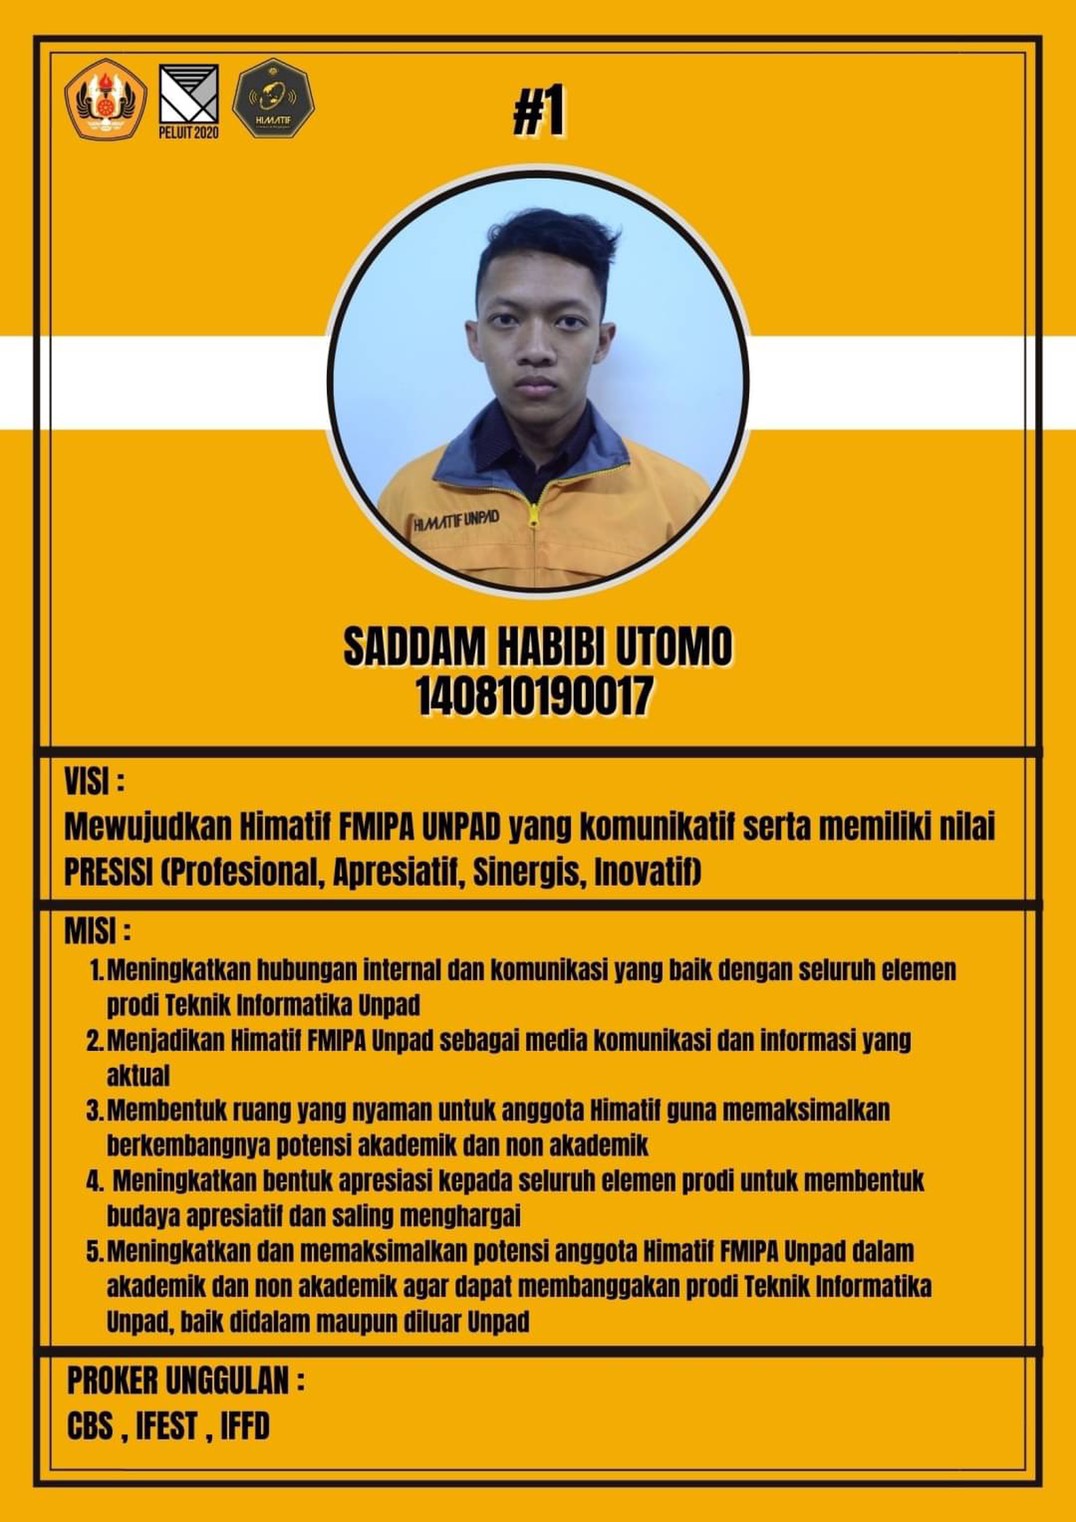 PELUIT 2020
HIMATIF
#1
HIMATIF UNPAD
SADDAM HABIBI UTOMO
140810190017
VISI :
Mewujudkan Himatif FMIPA UNPAD yang komunikatif serta memiliki nilai
PRESISI (Profesional, Apresiatif, Sinergis, Inovatif)
MISI :
1. Meningkatkan hubungan internal dan komunikasi yang baik dengan seluruh elemen
prodi Teknik Informatika Unpad
2. Menjadikan Himatif FMIPA Unpad sebagai media komunikasi dan informasi yang
aktual
3. Membentuk ruang yang nyaman untuk anggota Himatif guna memaksimalkan
berkembangnya potensi akademik dan non akademik
4. Meningkatkan bentuk apresiasi kepada seluruh elemen prodi untuk membentuk
budaya apresiatif dan saling menghargai
5. Meningkatkan dan memaksimalkan potensi anggota Himatif FMIPA Unpad dalam
akademik dan non akademik agar dapat membanggakan prodi Teknik Informatika
Unpad, baik didalam maupun diluar Unpad
PROKER UNGGULAN :
CBS , IFEST , IFFD